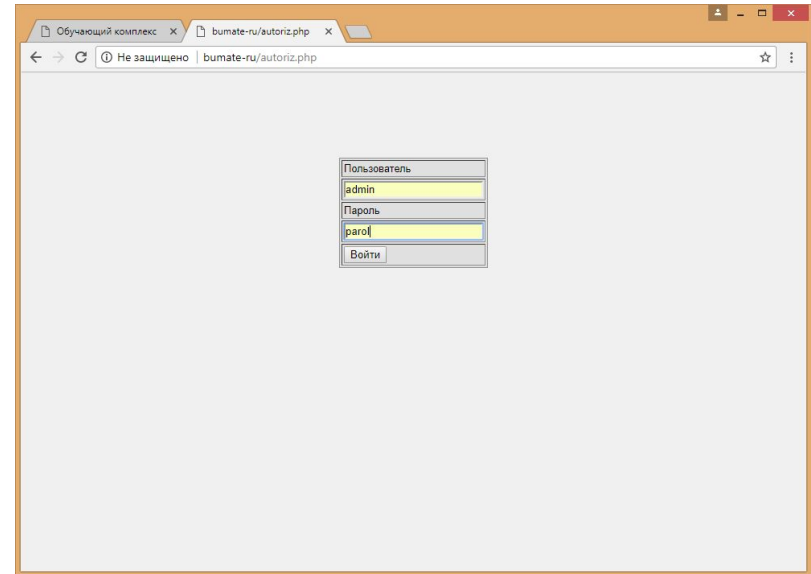 Обучающий комплекс bumate-ru/autoriz.php
Не защищено bumate-ru/autoriz.php
Пользователь
admin
Пароль
parol
Войти